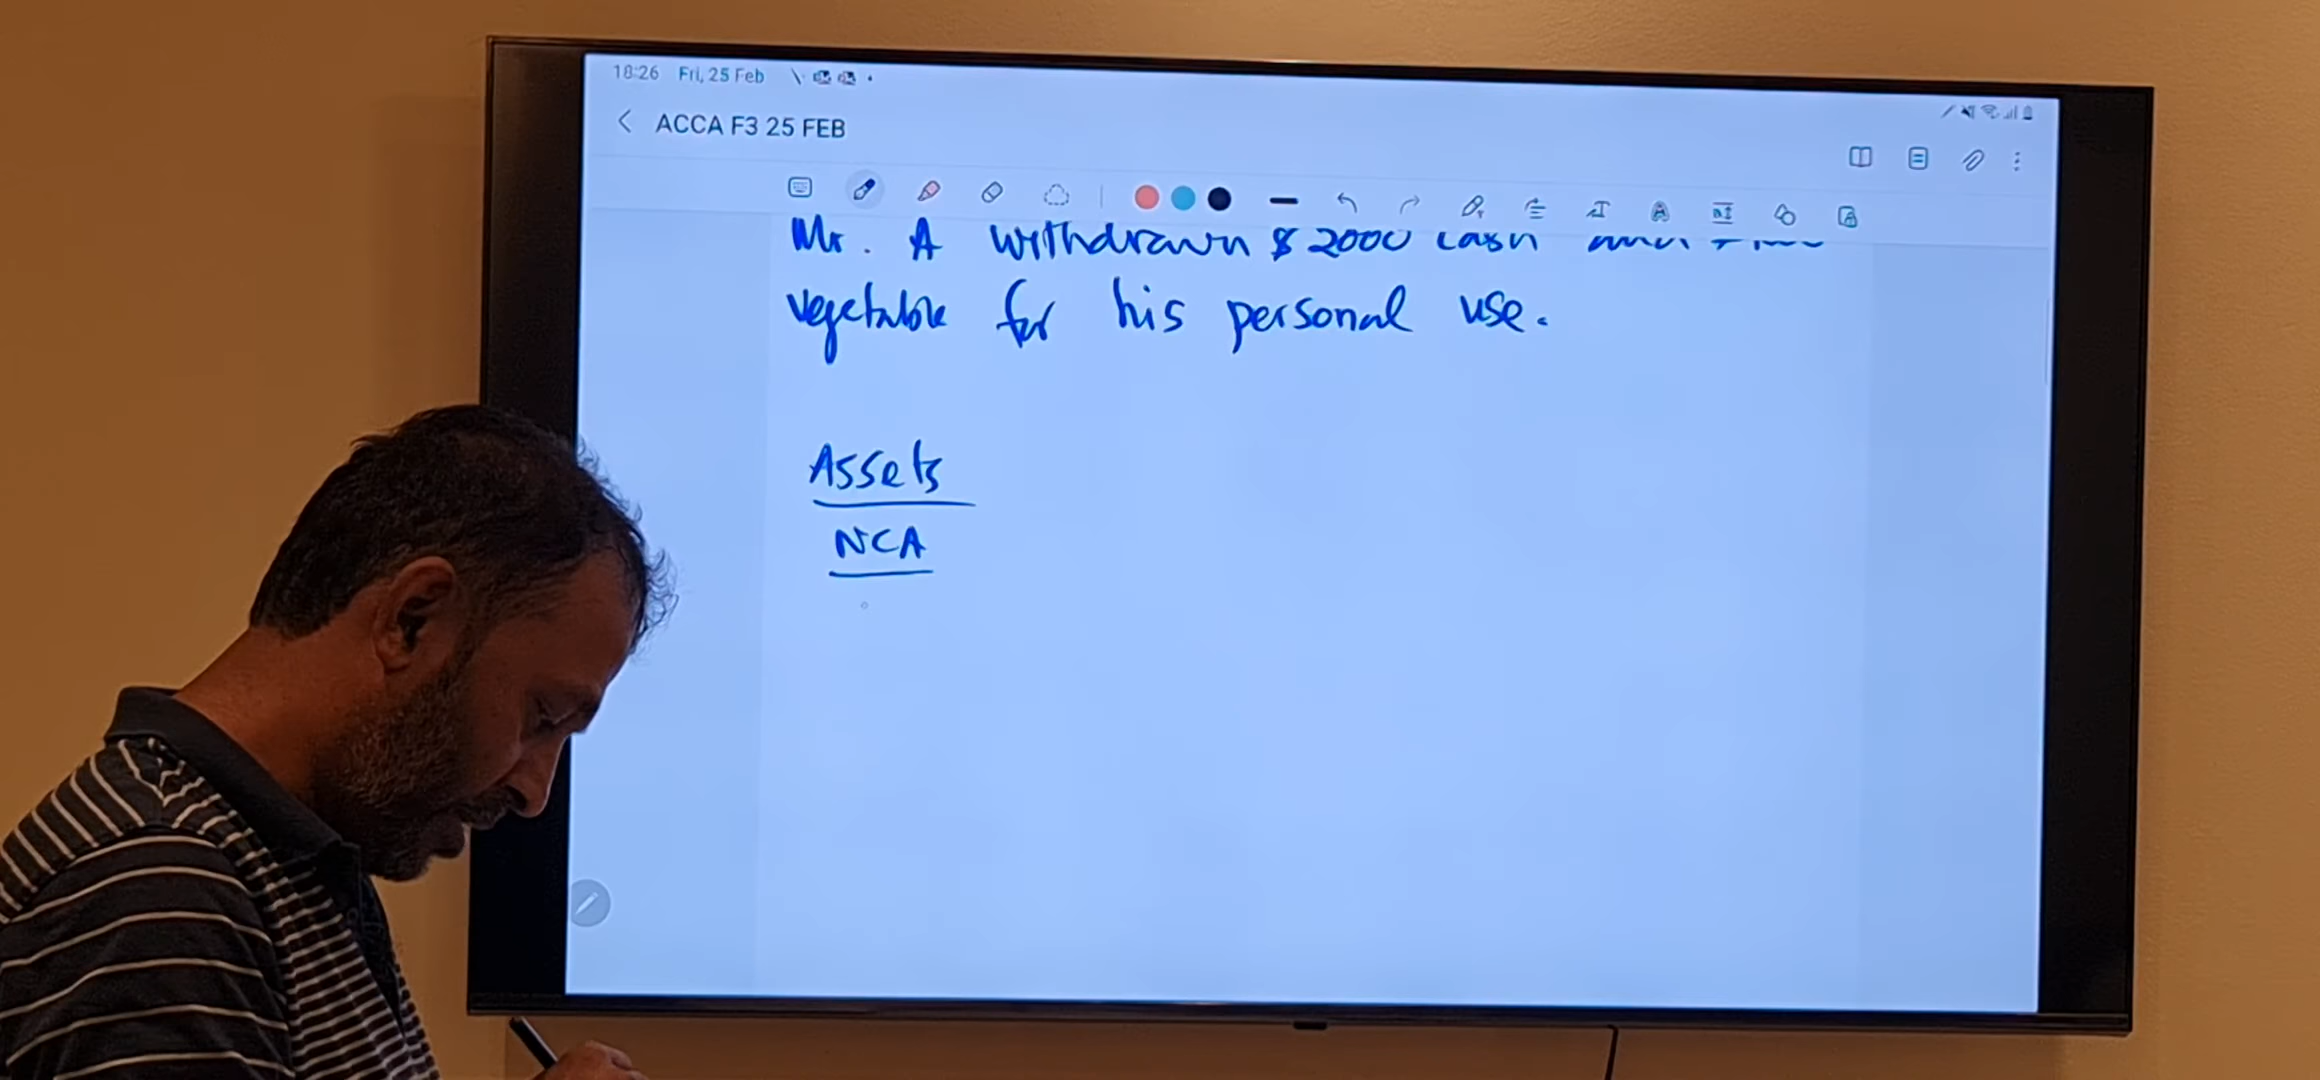 18:26 Fri, 25 Feb
ACCA F3 25 FEB
Mr. A withdrawn $ 2000 cash and
vegetable for his personal use.
Assets
NCA